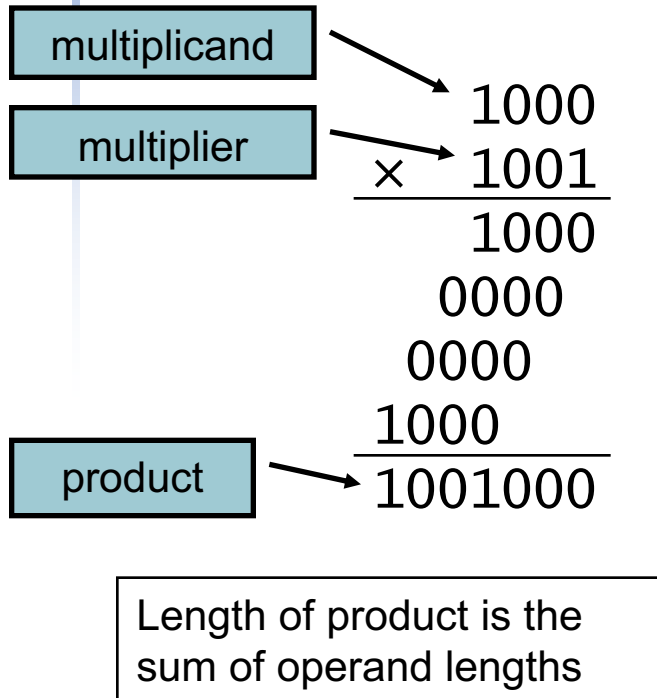 multiplicand
1000
multiplier
× 1001
1000
0000
0000
1000
product
1001000
Length of product is the
sum of operand lengths